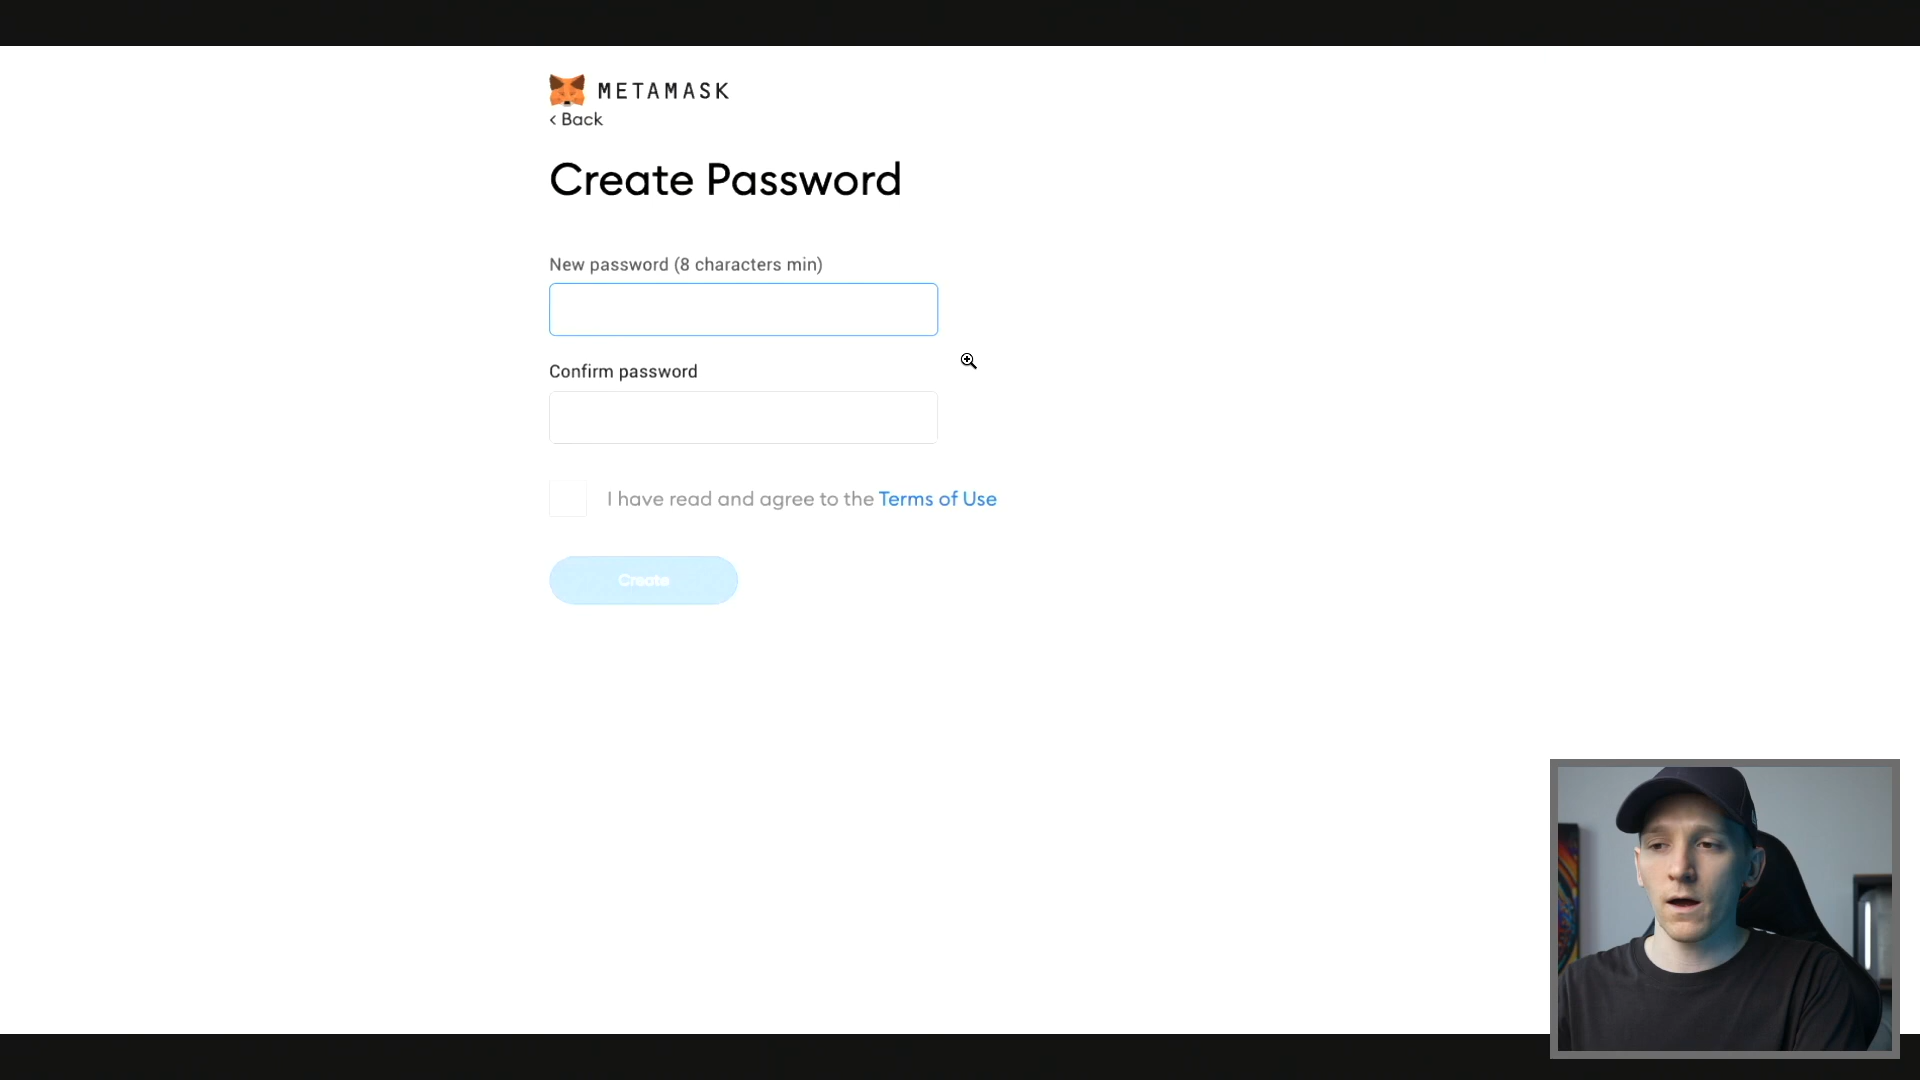 METAMASK
< Back
Create Password
New password (8 characters min)
Confirm password
I have read and agree to the Terms of Use
Create